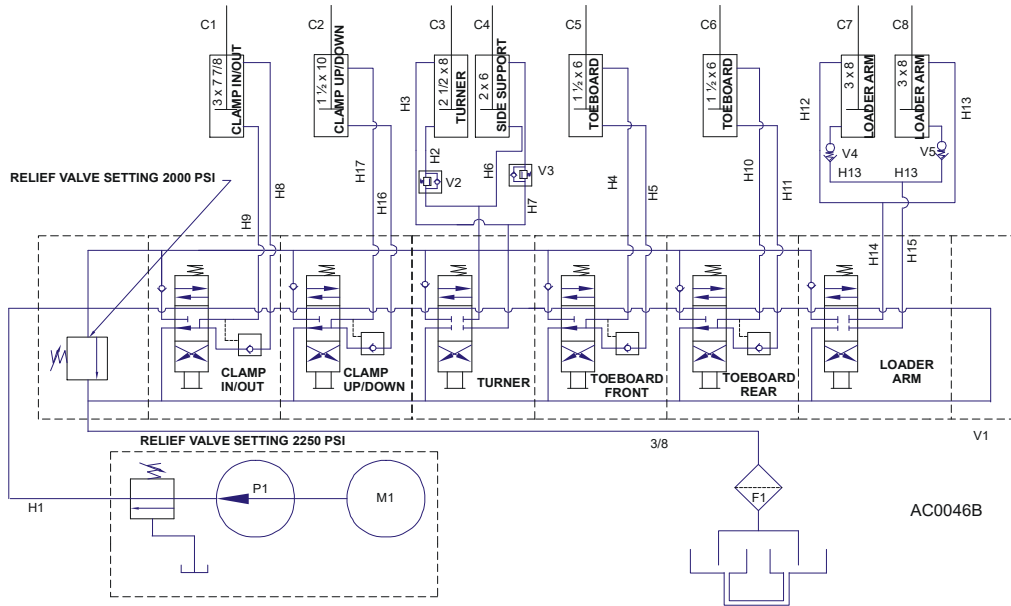 C1
C2
C3
C4
C5
C6
C7
C8
3 x 7 7/8
CLAMP IN/OUT
1 ½ x 10
CLAMP UP/DOWN
2 1/2 x 8
TURNER
2 x 6
SIDE SUPPORT
1 ½ x 6
TOEBOARD
1 ½ x 6
TOEBOARD
3 x 8
LOADER ARM
3 x 8
LOADER ARM
H9
H8
H17
H16
H3
H2
H6
H7
V2
V3
H4
H5
H10
H11
H12
H13
V4
V5
H13
H13
H14
H15
RELIEF VALVE SETTING 2000 PSI
CLAMP
IN/OUT
CLAMP
UP/DOWN
TURNER
TOEBOARD
FRONT
TOEBOARD
REAR
LOADER
ARM
V1
RELIEF VALVE SETTING 2250 PSI
3/8
H1
P1
M1
F1
AC0046B